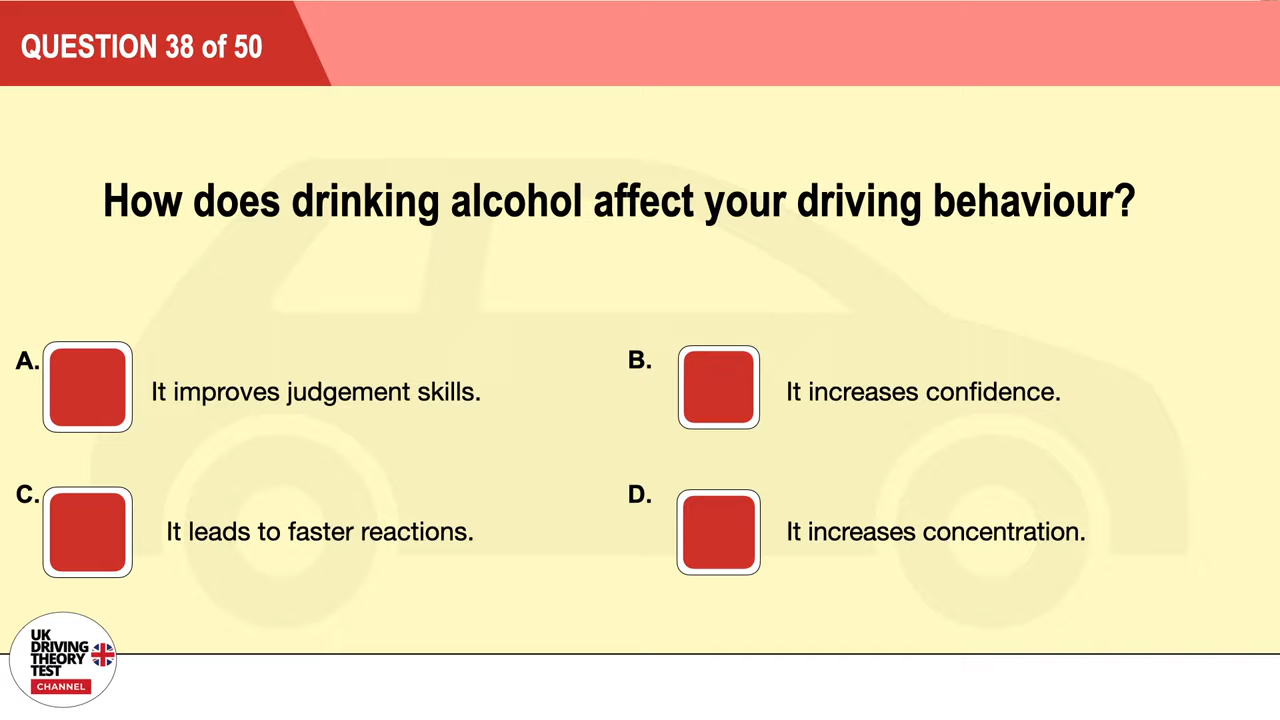 QUESTION 38 of 50
How does drinking alcohol affect your driving behaviour?
A.
It improves judgement skills.
B.
It increases confidence.
C.
It leads to faster reactions.
D.
It increases concentration.
UK
DRIVING
THEORY
TEST
CHANNEL